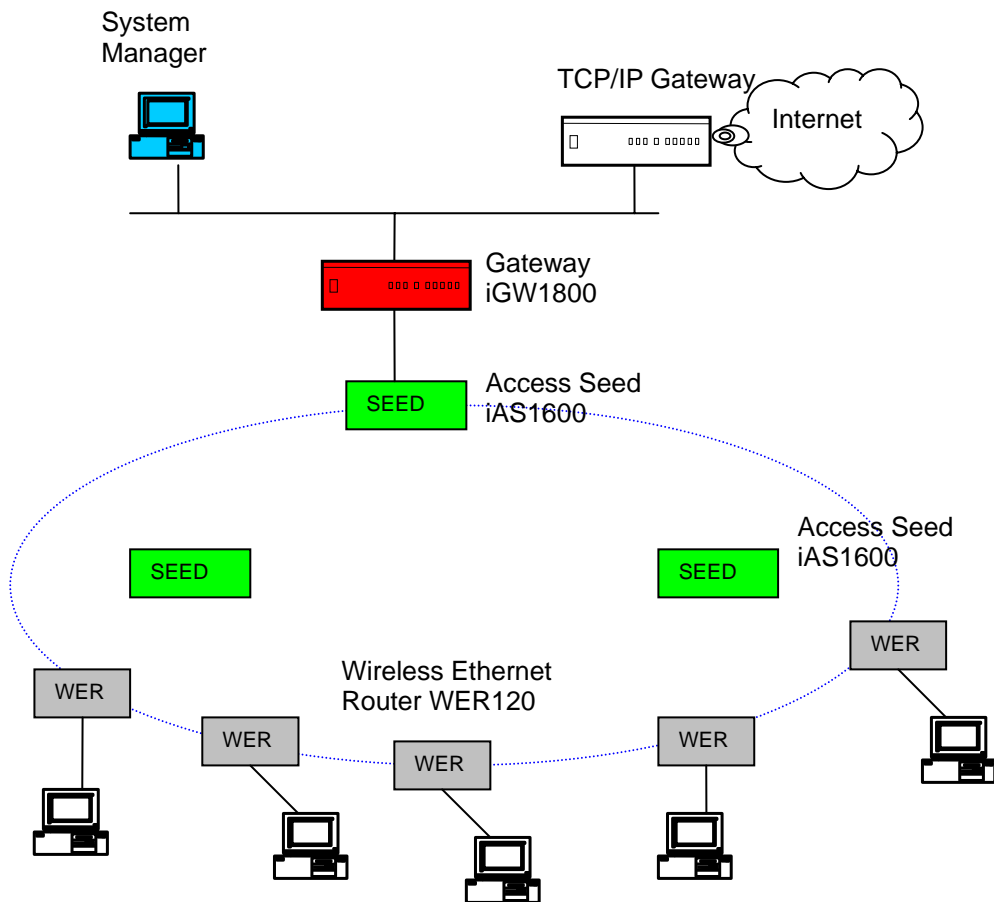 System
Manager
TCP/IP Gateway
Internet
Gateway
iGW1800
Access Seed
iAS1600
SEED
Access Seed
iAS1600
SEED
SEED
WER
Wireless Ethernet
Router WER120
WER
WER
WER
WER